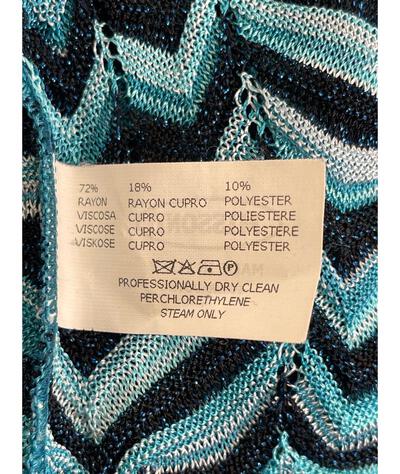 72% 18% 10%
RAYON RAYON CUPRO POLYESTER
VISCOSA CUPRO POLIESTERE
VISCOSE CUPRO POLYESTERE
VISKOSE CUPRO POLYESTER
P
PROFESSIONALLY DRY CLEAN
PERCHLORETHYLENE
STEAM ONLY